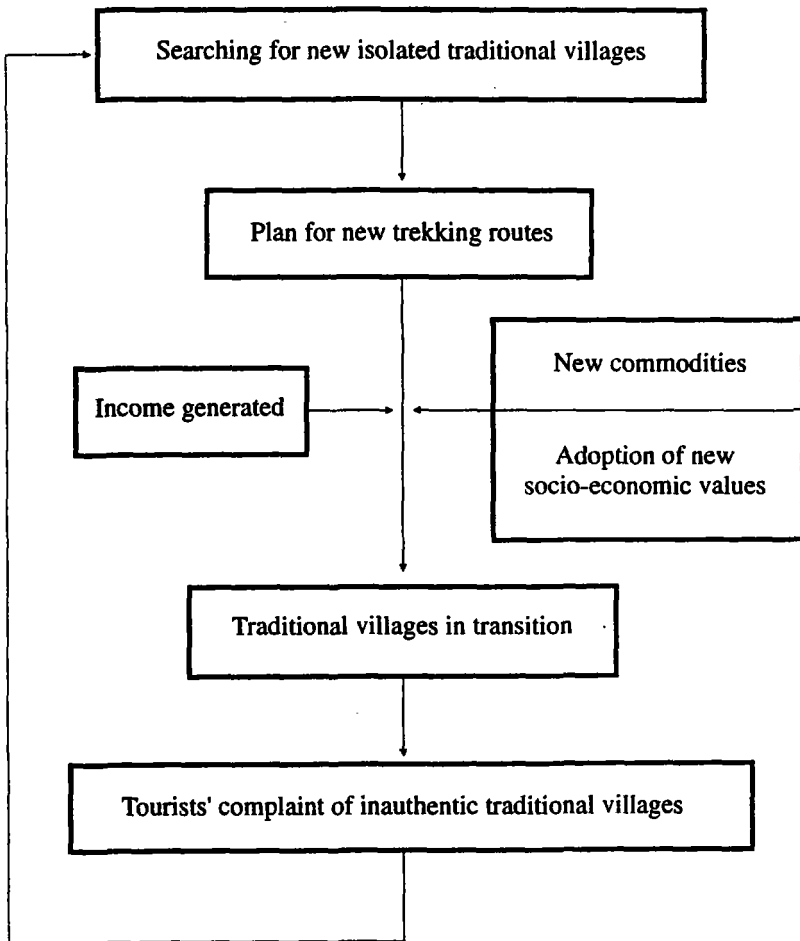 Searching for new isolated traditional villages
Plan for new trekking routes
New commodities
Income generated
Adoption of new
socio-economic values
Traditional villages in transition
Tourists' complaint of inauthentic traditional villages